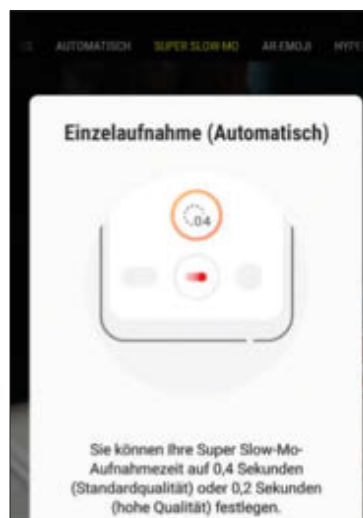 AUTOMATISCH SUPER SLOW-MO AR-EMOJI HYPE
Einzelaufnahme (Automatisch)
04
Sie können Ihre Super Slow-Mo-
Aufnahmezeit auf 0,4 Sekunden
(Standardqualität) oder 0,2 Sekunden
(hohe Qualität) festlegen.